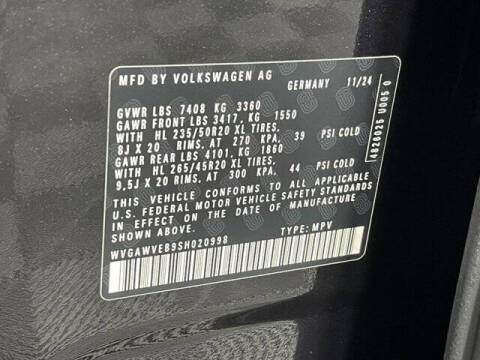 MFD BY VOLKSWAGEN AG
GERMANY 11/24
GVWR LBS 7408 KG 3360
GAWR FRONT LBS 3417, KG 1550
WITH HL 235/50R20 XL TIRES,
8J X 20 RIMS, AT 270 KPA, 39 PSI COLD
GAWR REAR LBS 4101, KG 1860
WITH HL 265/45R20 XL TIRES,
9,5J X 20 RIMS, AT 300 KPA, 44 PSI COLD
THIS VEHICLE CONFORMS TO ALL APPLICABLE
U.S. FEDERAL MOTOR VEHICLE SAFETY STANDARDS
IN EFFECT ON THE DATE OF MANUFACTURE
SHOWN ABOVE
WVGAWVEB9SH020998 TYPE: MPV
4826025 U005 0